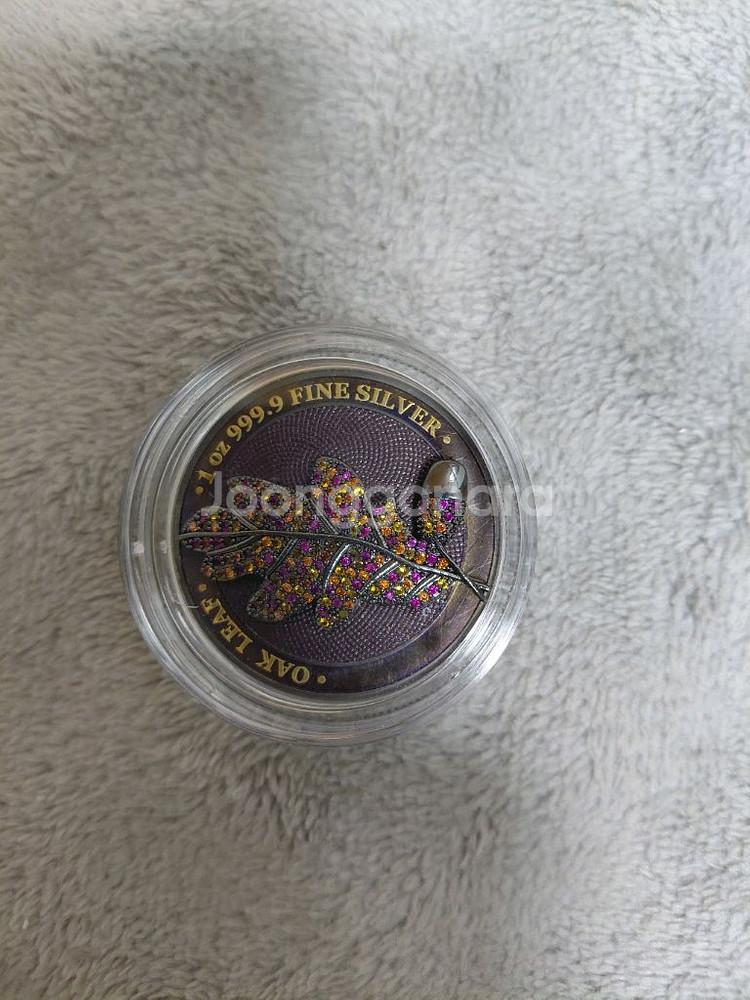 • 1 oz 999.9 FINE SILVER •
Joonggonara
• OAK LEAF •